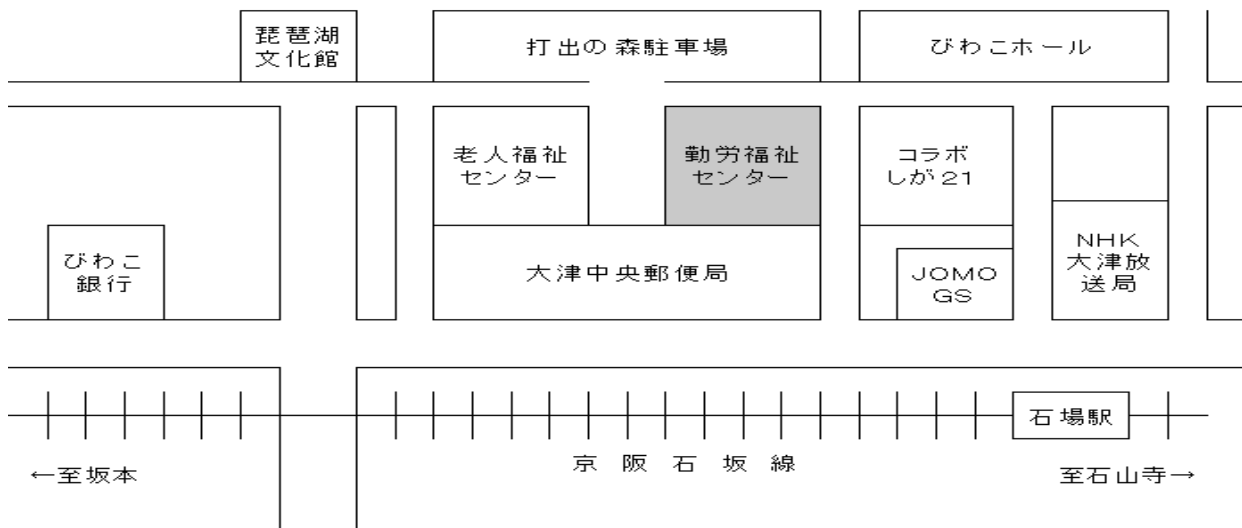 琵琶湖
文化館
打出の森駐車場
びわこホール
老人福祉
センター
勤労福祉
センター
コラボ
しが21
びわこ
銀行
大津中央郵便局
JOMO
GS
NHK
大津放
送局
石場駅
←至坂本
京阪石坂線
至石山寺→